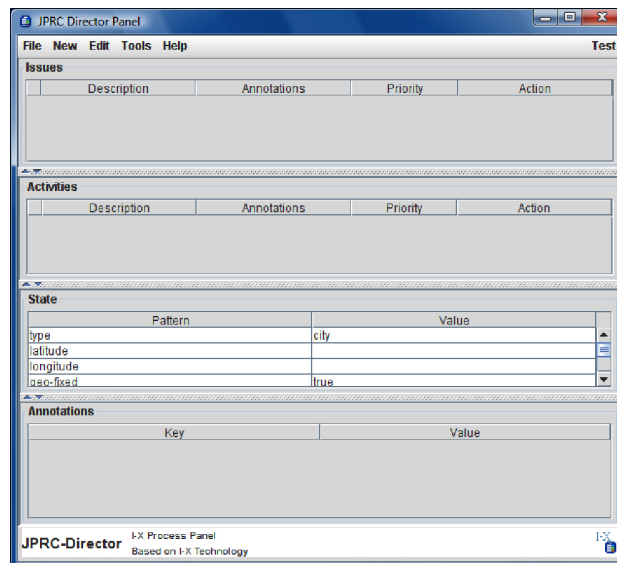 JPRC Director Panel
File New Edit Tools Help Test
Issues
Description Annotations Priority Action
Activities
Description Annotations Priority Action
State
Pattern Value
type city
latitude
longitude
geo-fixed true
Annotations
Key Value
JPRC-Director I-X Process Panel I-X
Based on I-X Technology